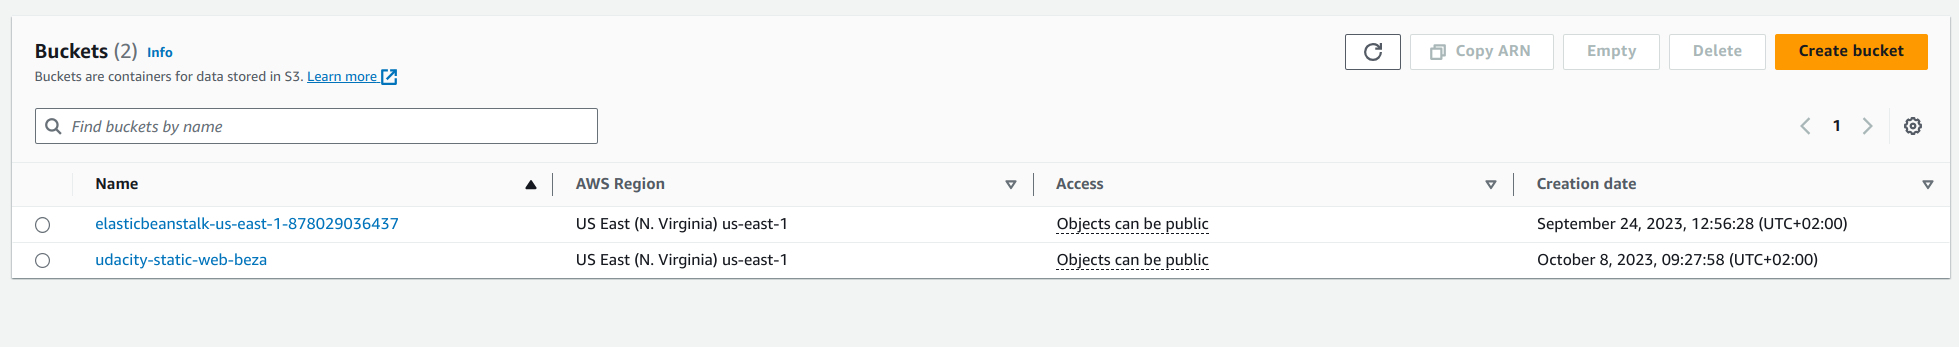 Buckets (2) Info
Buckets are containers for data stored in S3. Learn more
Copy ARN
Empty
Delete
Create bucket
Find buckets by name
1
Name AWS Region Access Creation date
elasticbeanstalk-us-east-1-878029036437 US East (N. Virginia) us-east-1 Objects can be public September 24, 2023, 12:56:28 (UTC+02:00)
udacity-static-web-beza US East (N. Virginia) us-east-1 Objects can be public October 8, 2023, 09:27:58 (UTC+02:00)